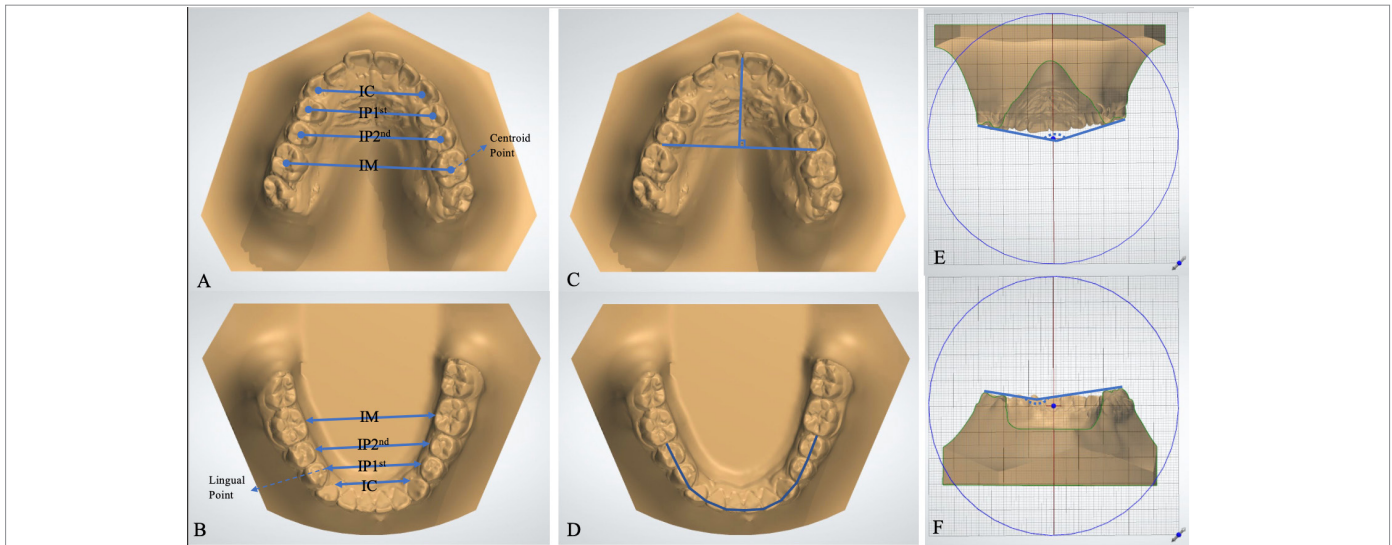 IC
IP1st
IP2nd
IM
Centroid
Point
A
C
E
IM
IP2nd
IP1st
IC
Lingual
Point
B
D
F